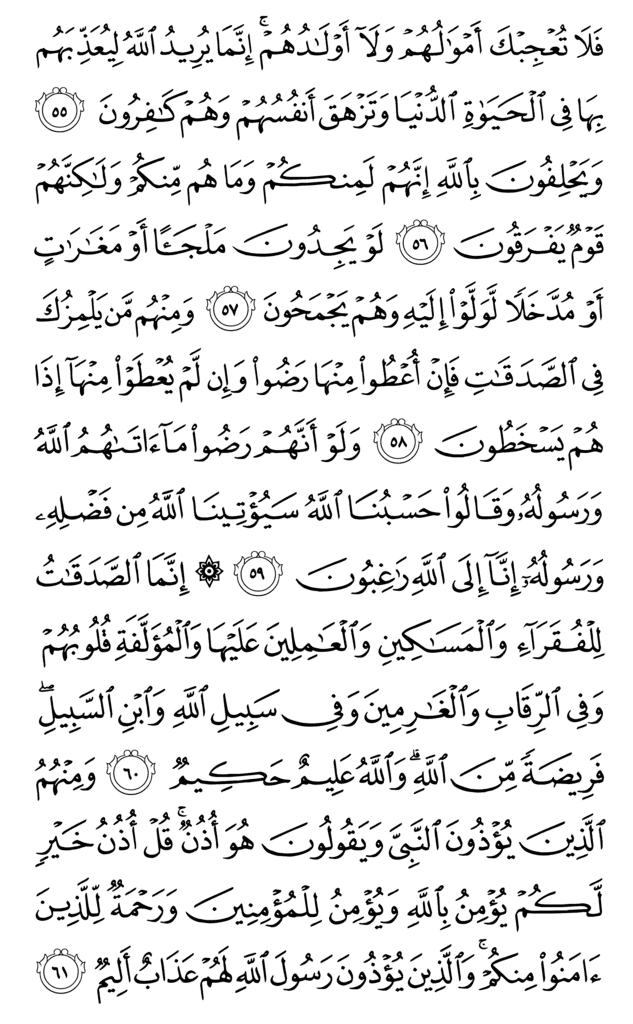 فَلَا تُعۡجِبۡكَ أَمۡوَٰلُهُمۡ وَلَآ أَوۡلَٰدُهُمۡۚ إِنَّمَا يُرِيدُ ٱللَّهُ لِيُعَذِّبَهُم
بِهَا فِي ٱلۡحَيَوٰةِ ٱلدُّنۡيَا وَتَزۡهَقَ أَنفُسُهُمۡ وَهُمۡ كَٰفِرُونَ ٥٥
وَيَحۡلِفُونَ بِٱللَّهِ إِنَّهُمۡ لَمِنكُمۡ وَمَا هُم مِّنكُمۡ وَلَٰكِنَّهُمۡ
قَوۡمٞ يَفۡرَقُونَ ٥٦ لَوۡ يَجِدُونَ مَلۡجَـًٔا أَوۡ مَغَٰرَٰتٍ
أَوۡ مُدَّخَلٗا لَّوَلَّوۡاْ إِلَيۡهِ وَهُمۡ يَجۡمَحُونَ ٥٧ وَمِنۡهُم مَّن يَلۡمِزُكَ
فِي ٱلصَّدَقَٰتِ فَإِنۡ أُعۡطُواْ مِنۡهَا رَضُواْ وَإِن لَّمۡ يُعۡطَوۡاْ مِنۡهَآ إِذَا
هُمۡ يَسۡخَطُونَ ٥٨ وَلَوۡ أَنَّهُمۡ رَضُواْ مَآ ءَاتَىٰهُمُ ٱللَّهُ
وَرَسُولُهُۥ وَقَالُواْ حَسۡبُنَا ٱللَّهُ سَيُؤۡتِينَا ٱللَّهُ مِن فَضۡلِهِۦ
وَرَسُولُهُۥٓ إِنَّآ إِلَى ٱللَّهِ رَٰغِبُونَ ٥٩ ۞ إِنَّمَا ٱلصَّدَقَٰتُ
لِلۡفُقَرَآءِ وَٱلۡمَسَٰكِينِ وَٱلۡعَٰمِلِينَ عَلَيۡهَا وَٱلۡمُؤَلَّفَةِ قُلُوبُهُمۡ
وَفِي ٱلرِّقَابِ وَٱلۡغَٰرِمِينَ وَفِي سَبِيلِ ٱللَّهِ وَٱبۡنِ ٱلسَّبِيلِۖ
فَرِيضَةٗ مِّنَ ٱللَّهِۗ وَٱللَّهُ عَلِيمٌ حَكِيمٞ ٦٠ وَمِنۡهُمُ
ٱلَّذِينَ يُؤۡذُونَ ٱلنَّبِيَّ وَيَقُولُونَ هُوَ أُذُنٞۚ قُلۡ أُذُنُ خَيۡرٖ
لَّكُمۡ يُؤۡمِنُ بِٱللَّهِ وَيُؤۡمِنُ لِلۡمُؤۡمِنِينَ وَرَحۡمَةٞ لِّلَّذِينَ
ءَامَنُواْ مِنكُمۡۚ وَٱلَّذِينَ يُؤۡذُونَ رَسُولَ ٱللَّهِ لَهُمۡ عَذَابٌ أَلِيمٞ ٦١